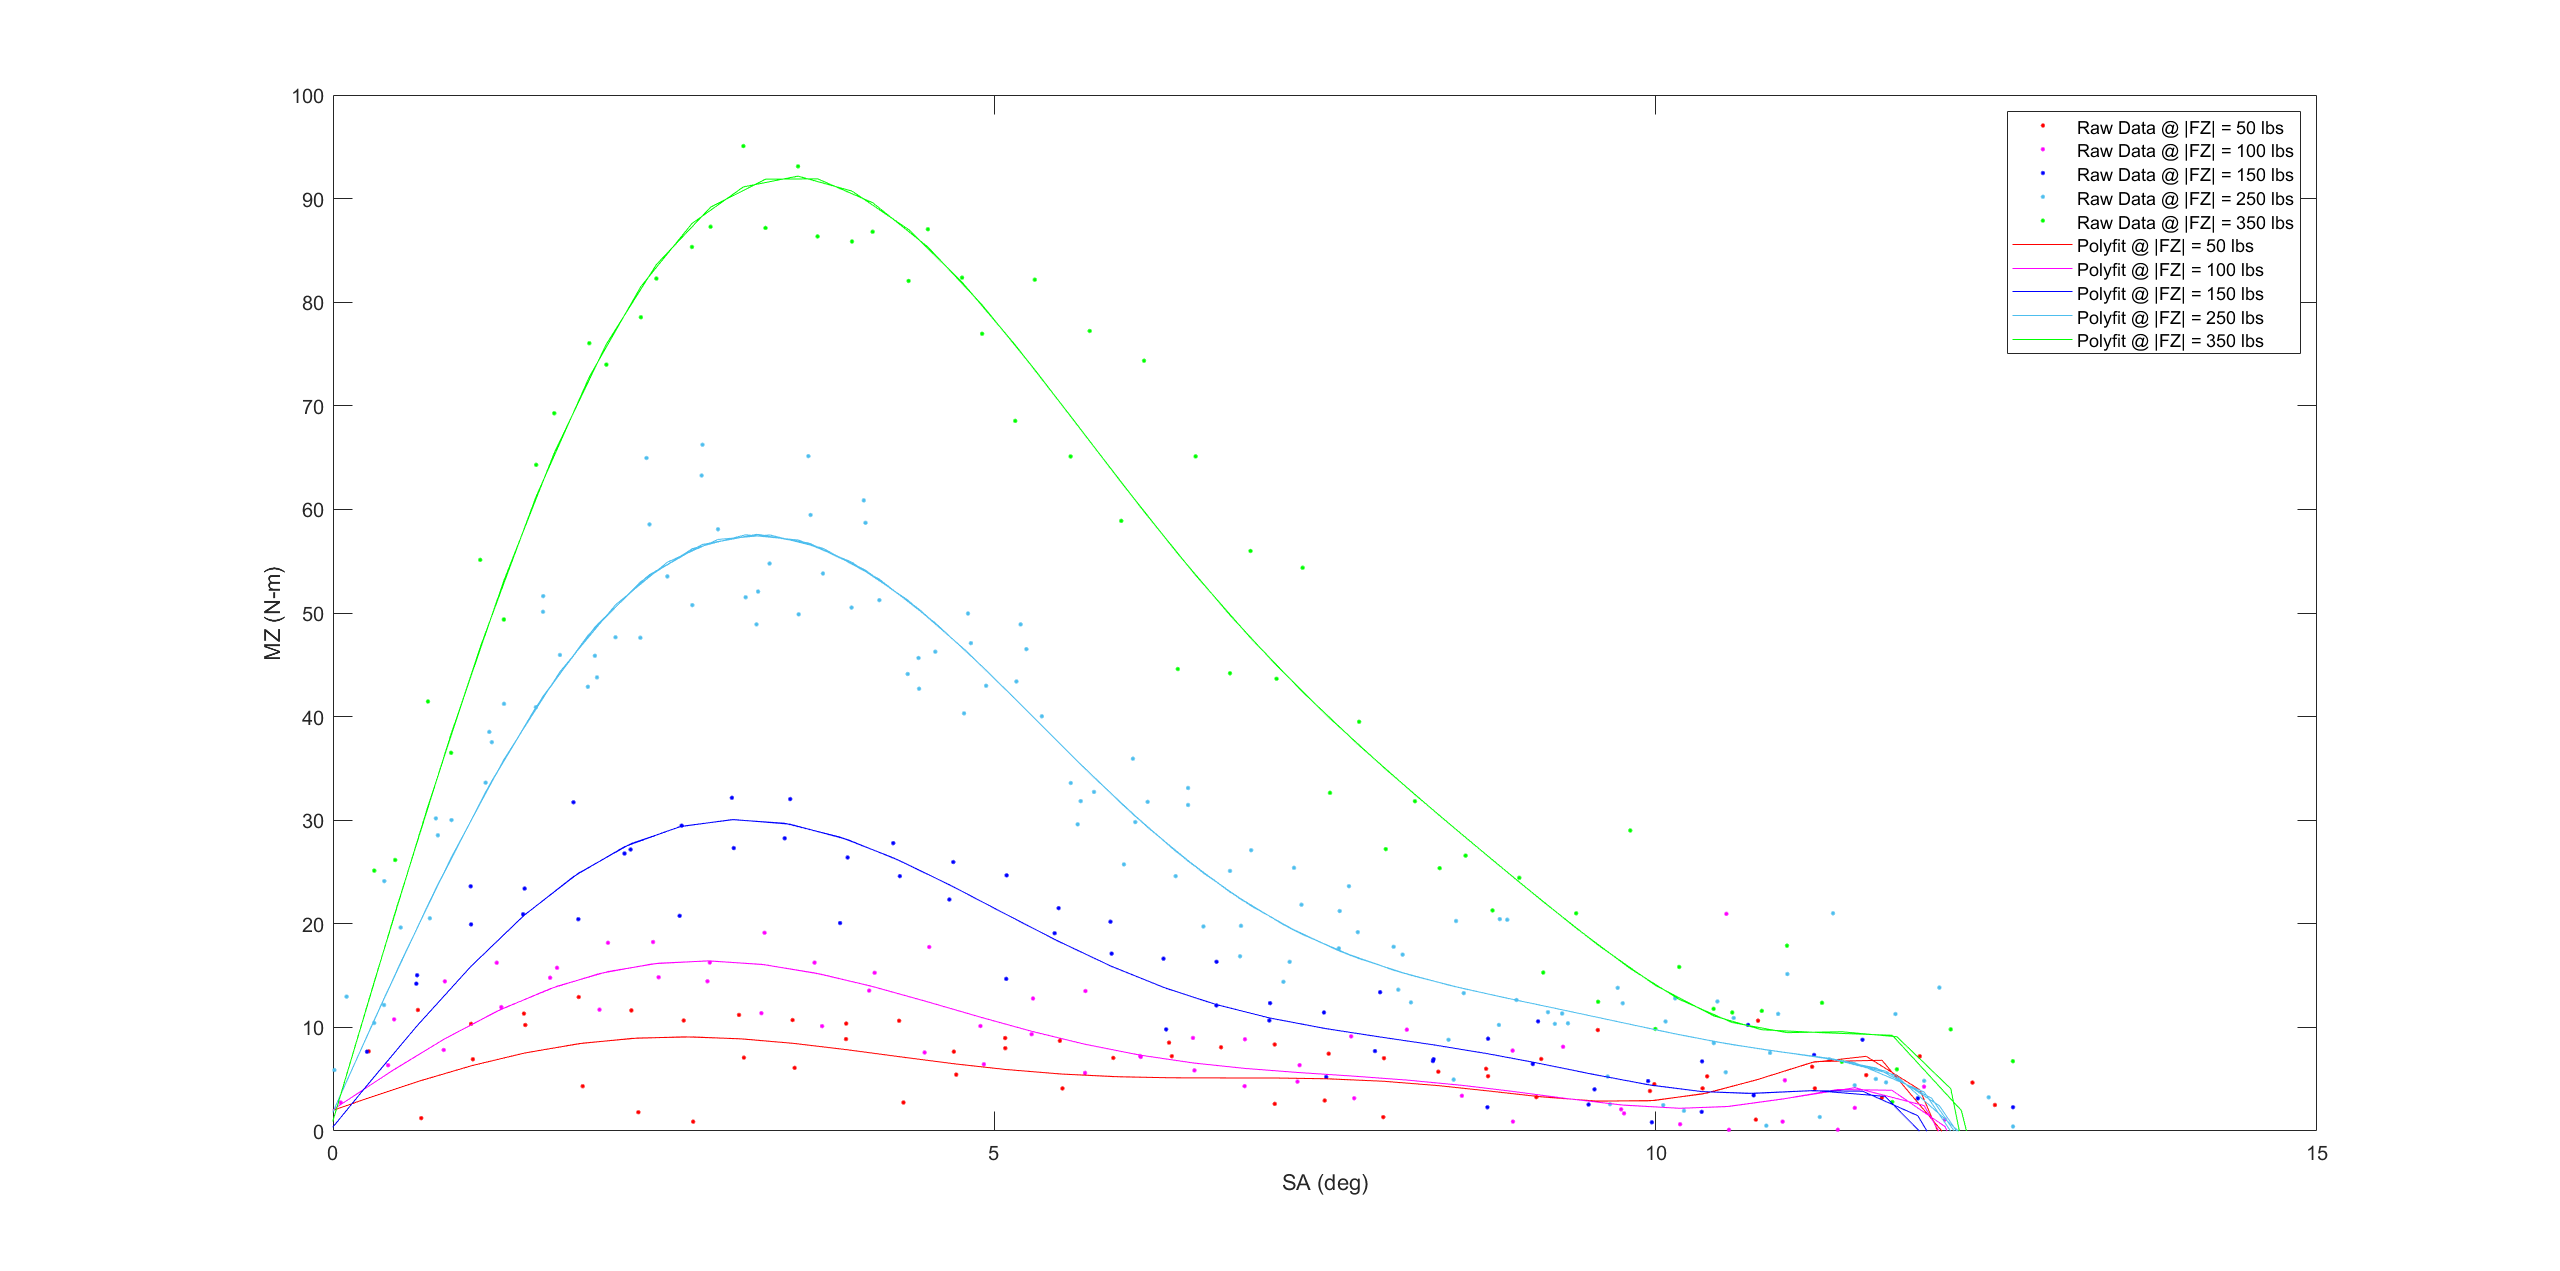 100
90
80
70
60
50
40
30
20
10
0
MZ (N-m)
0
5
10
15
SA (deg)
Raw Data @ |FZ| = 50 lbs
Raw Data @ |FZ| = 100 lbs
Raw Data @ |FZ| = 150 lbs
Raw Data @ |FZ| = 250 lbs
Raw Data @ |FZ| = 350 lbs
Polyfit @ |FZ| = 50 lbs
Polyfit @ |FZ| = 100 lbs
Polyfit @ |FZ| = 150 lbs
Polyfit @ |FZ| = 250 lbs
Polyfit @ |FZ| = 350 lbs